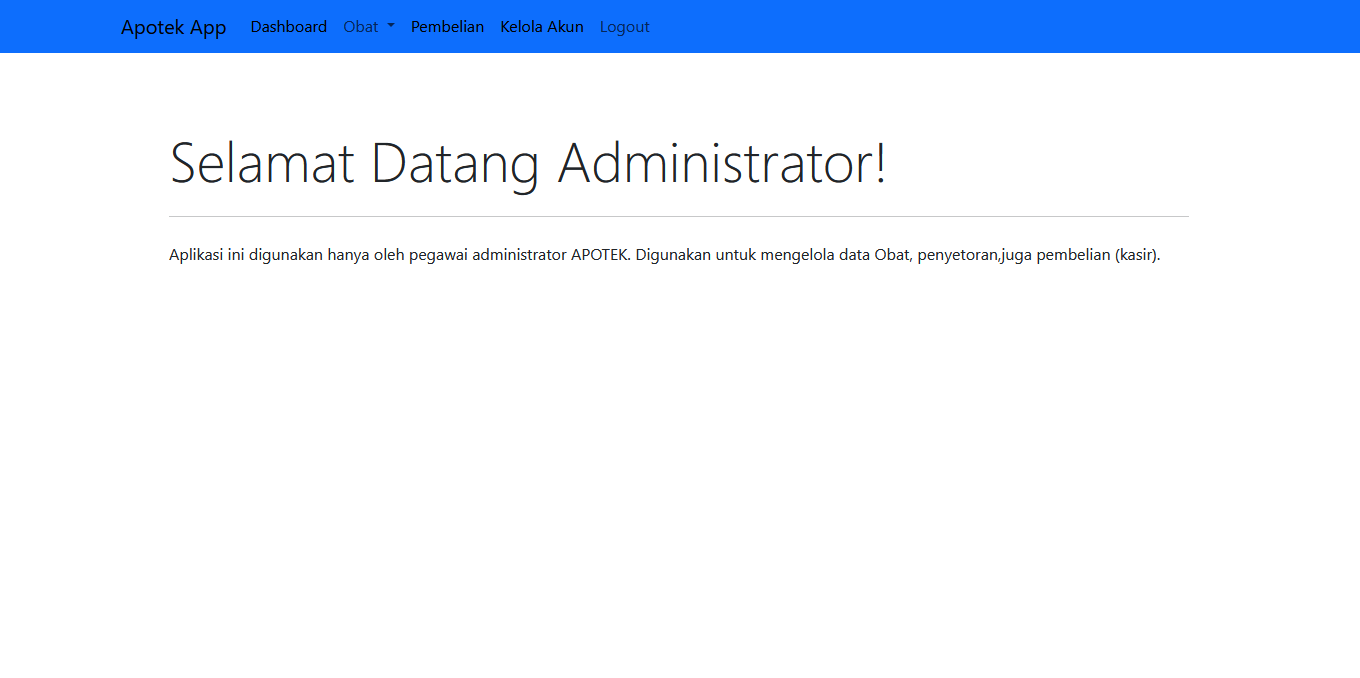 Apotek App Dashboard Obat Pembelian Kelola Akun Logout
Selamat Datang Administrator!
Aplikasi ini digunakan hanya oleh pegawai administrator APOTEK. Digunakan untuk mengelola data Obat, penyetoran,juga pembelian (kasir).